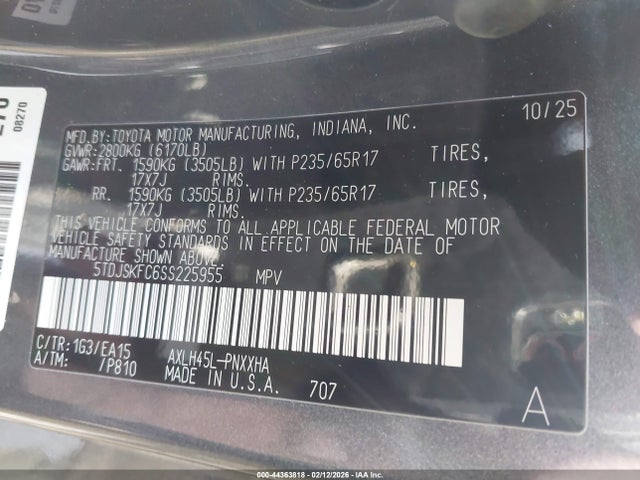 08270
10/25
MFD.BY:TOYOTA MOTOR MANUFACTURING, INDIANA, INC.
GVWR:2800KG (6170LB)
GAWR:FRT. 1590KG (3505LB) WITH P235/65R17 TIRES,
17X7J RIMS.
RR. 1590KG (3505LB) WITH P235/65R17 TIRES,
17X7J RIMS.
THIS VEHICLE CONFORMS TO ALL APPLICABLE FEDERAL MOTOR
VEHICLE SAFETY STANDARDS IN EFFECT ON THE DATE OF
MANUFACTURE SHOWN ABOVE.
5TDJSKFC6SS225955 MPV
C/TR:1G3/EA15 AXLH45L-PNXXHA
A/TM: /P810 MADE IN U.S.A. 707
A
000-44363818 - 02/12/2026 - IAA Inc.